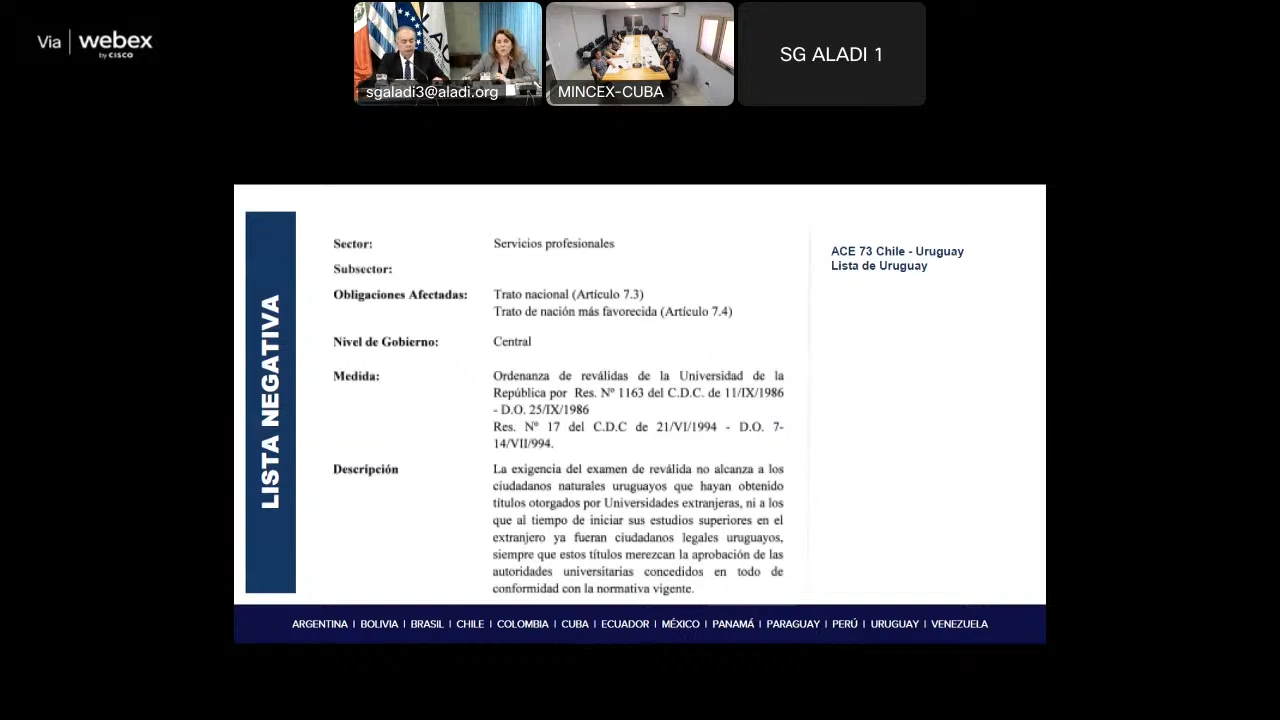 Via webex
by CISCO
sgaladi3@aladi.org
MINCEX-CUBA
SG ALADI 1
LISTA NEGATIVA
Sector: Servicios profesionales
Subsector:
Obligaciones Afectadas: Trato nacional (Artículo 7.3)
Trato de nación más favorecida (Artículo 7.4)
Nivel de Gobierno: Central
Medida: Ordenanza de reválidas de la Universidad de la
República por Res. Nº 1163 del C.D.C. de 11/IX/1986
- D.O. 25/IX/1986
Res. Nº 17 del C.D.C de 21/VI/1994 - D.O. 7-
14/VII/994.
Descripción La exigencia del examen de reválida no alcanza a los
ciudadanos naturales uruguayos que hayan obtenido
títulos otorgados por Universidades extranjeras, ni a los
que al tiempo de iniciar sus estudios superiores en el
extranjero ya fueran ciudadanos legales uruguayos,
siempre que estos títulos merezcan la aprobación de las
autoridades universitarias concedidos en todo de
conformidad con la normativa vigente.
ACE 73 Chile - Uruguay
Lista de Uruguay
ARGENTINA | BOLIVIA | BRASIL | CHILE | COLOMBIA | CUBA | ECUADOR | MÉXICO | PANAMÁ | PARAGUAY | PERÚ | URUGUAY | VENEZUELA